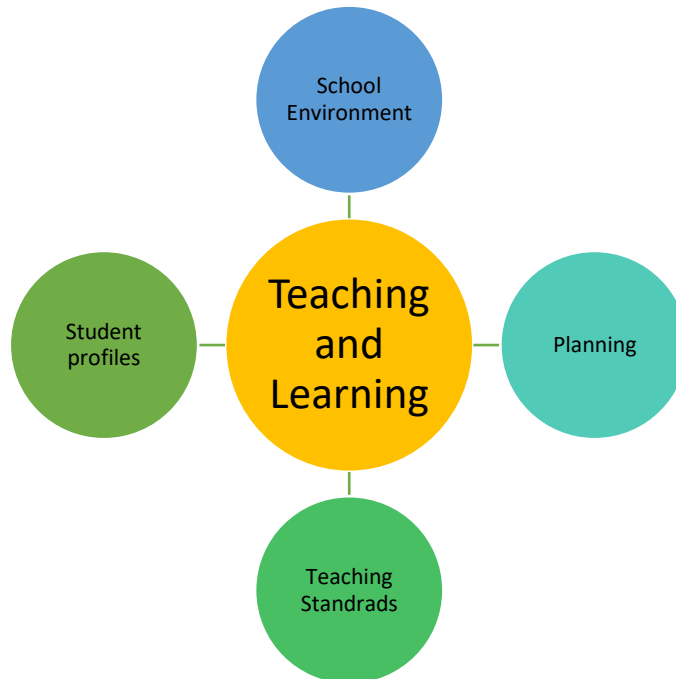 School
Environment
Teaching
and
Learning
Student
profiles
Planning
Teaching
Standrads